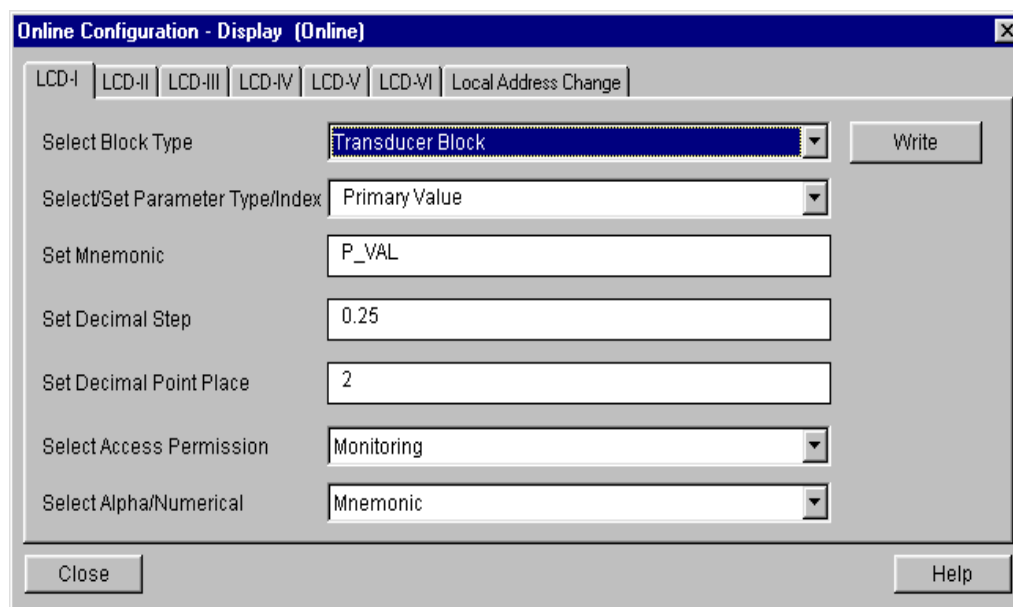 Online Configuration - Display (Online)
LCD-I LCD-II LCD-III LCD-IV LCD-V LCD-VI Local Address Change
Select Block Type Transducer Block Write
Select/Set Parameter Type/Index Primary Value
Set Mnemonic P_VAL
Set Decimal Step 0.25
Set Decimal Point Place 2
Select Access Permission Monitoring
Select Alpha/Numerical Mnemonic
Close Help